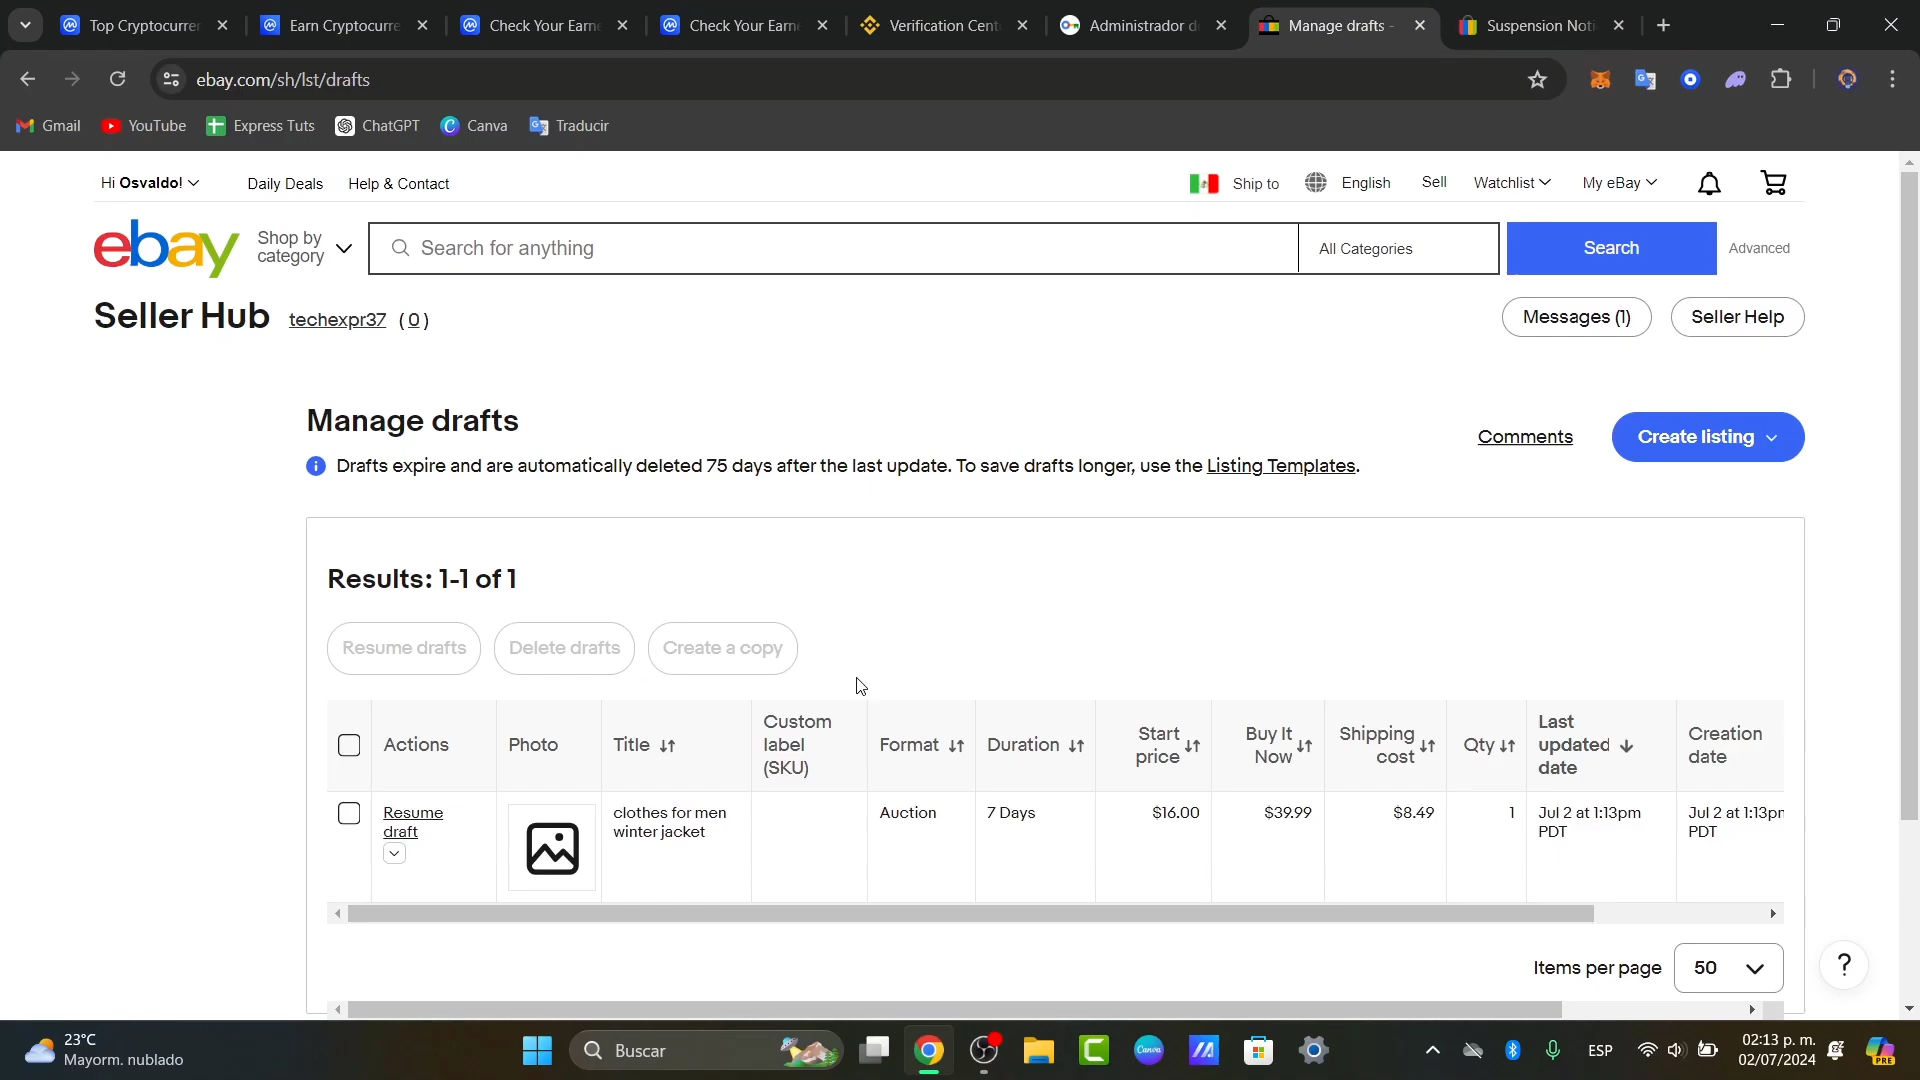 Top Cryptocurre
Earn Cryptocurre
Check Your Earn
Check Your Earn
Verification Cent
Administrador d
Manage drafts -
Suspension Noti
ebay.com/sh/lst/drafts
Gmail
YouTube
Express Tuts
ChatGPT
Canva
Traducir
Hi Osvaldo!
Daily Deals
Help & Contact
Ship to
English
Sell
Watchlist
My eBay
ebay
Shop by category
Search for anything
All Categories
Search
Advanced
Seller Hub
techexpr37 (0)
Messages (1)
Seller Help
Manage drafts
Comments
Create listing
Drafts expire and are automatically deleted 75 days after the last update. To save drafts longer, use the Listing Templates.
Results: 1-1 of 1
Resume drafts
Delete drafts
Create a copy
Actions
Photo
Title
Custom label (SKU)
Format
Duration
Start price
Buy It Now
Shipping cost
Qty
Last updated date
Creation date
Resume draft
clothes for men winter jacket
Auction
7 Days
$16.00
$39.99
$8.49
1
Jul 2 at 1:13pm PDT
Jul 2 at 1:13pm PDT
Items per page
50
?
23°C
Mayorm. nublado
Buscar
Canva
ESP
02:13 p. m.
02/07/2024
PRE